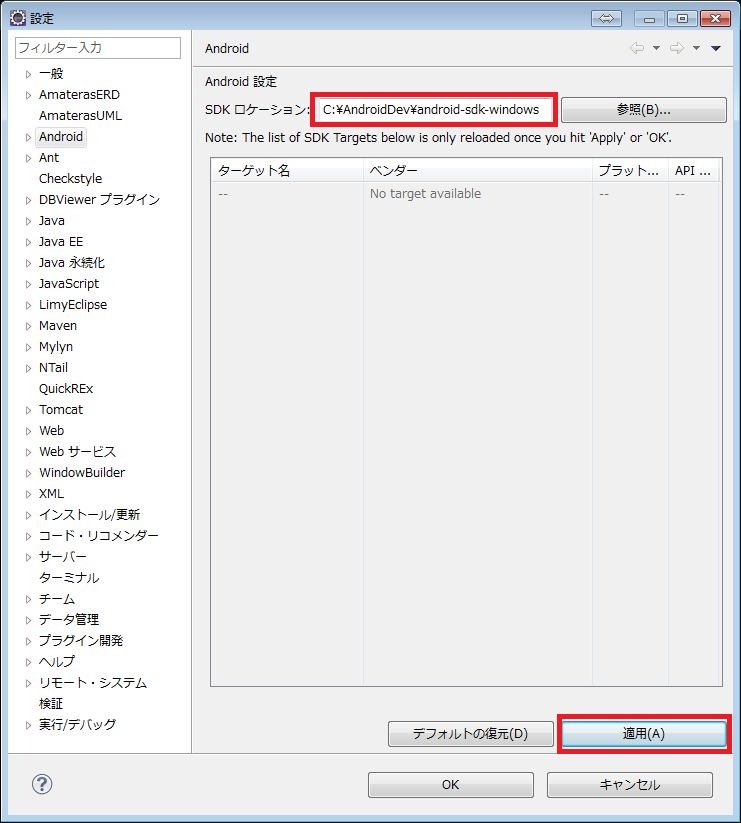 設定
フィルター入力
一般
AmaterasERD
AmaterasUML
Android
Ant
Checkstyle
DBViewer プラグイン
Java
Java EE
Java 永続化
JavaScript
LimyEclipse
Maven
Mylyn
NTail
QuickREx
Tomcat
Web
Web サービス
WindowBuilder
XML
インストール/更新
コード・リコメンダー
サーバー
ターミナル
チーム
データ管理
プラグイン開発
ヘルプ
リモート・システム
検証
実行/デバッグ
Android
Android 設定
SDK ロケーション: C:¥AndroidDev¥android-sdk-windows 参照(B)...
Note: The list of SDK Targets below is only reloaded once you hit 'Apply' or 'OK'.
ターゲット名 ベンダー プラット... API ...
-- No target available -- --
デフォルトの復元(D) 適用(A)
? OK キャンセル